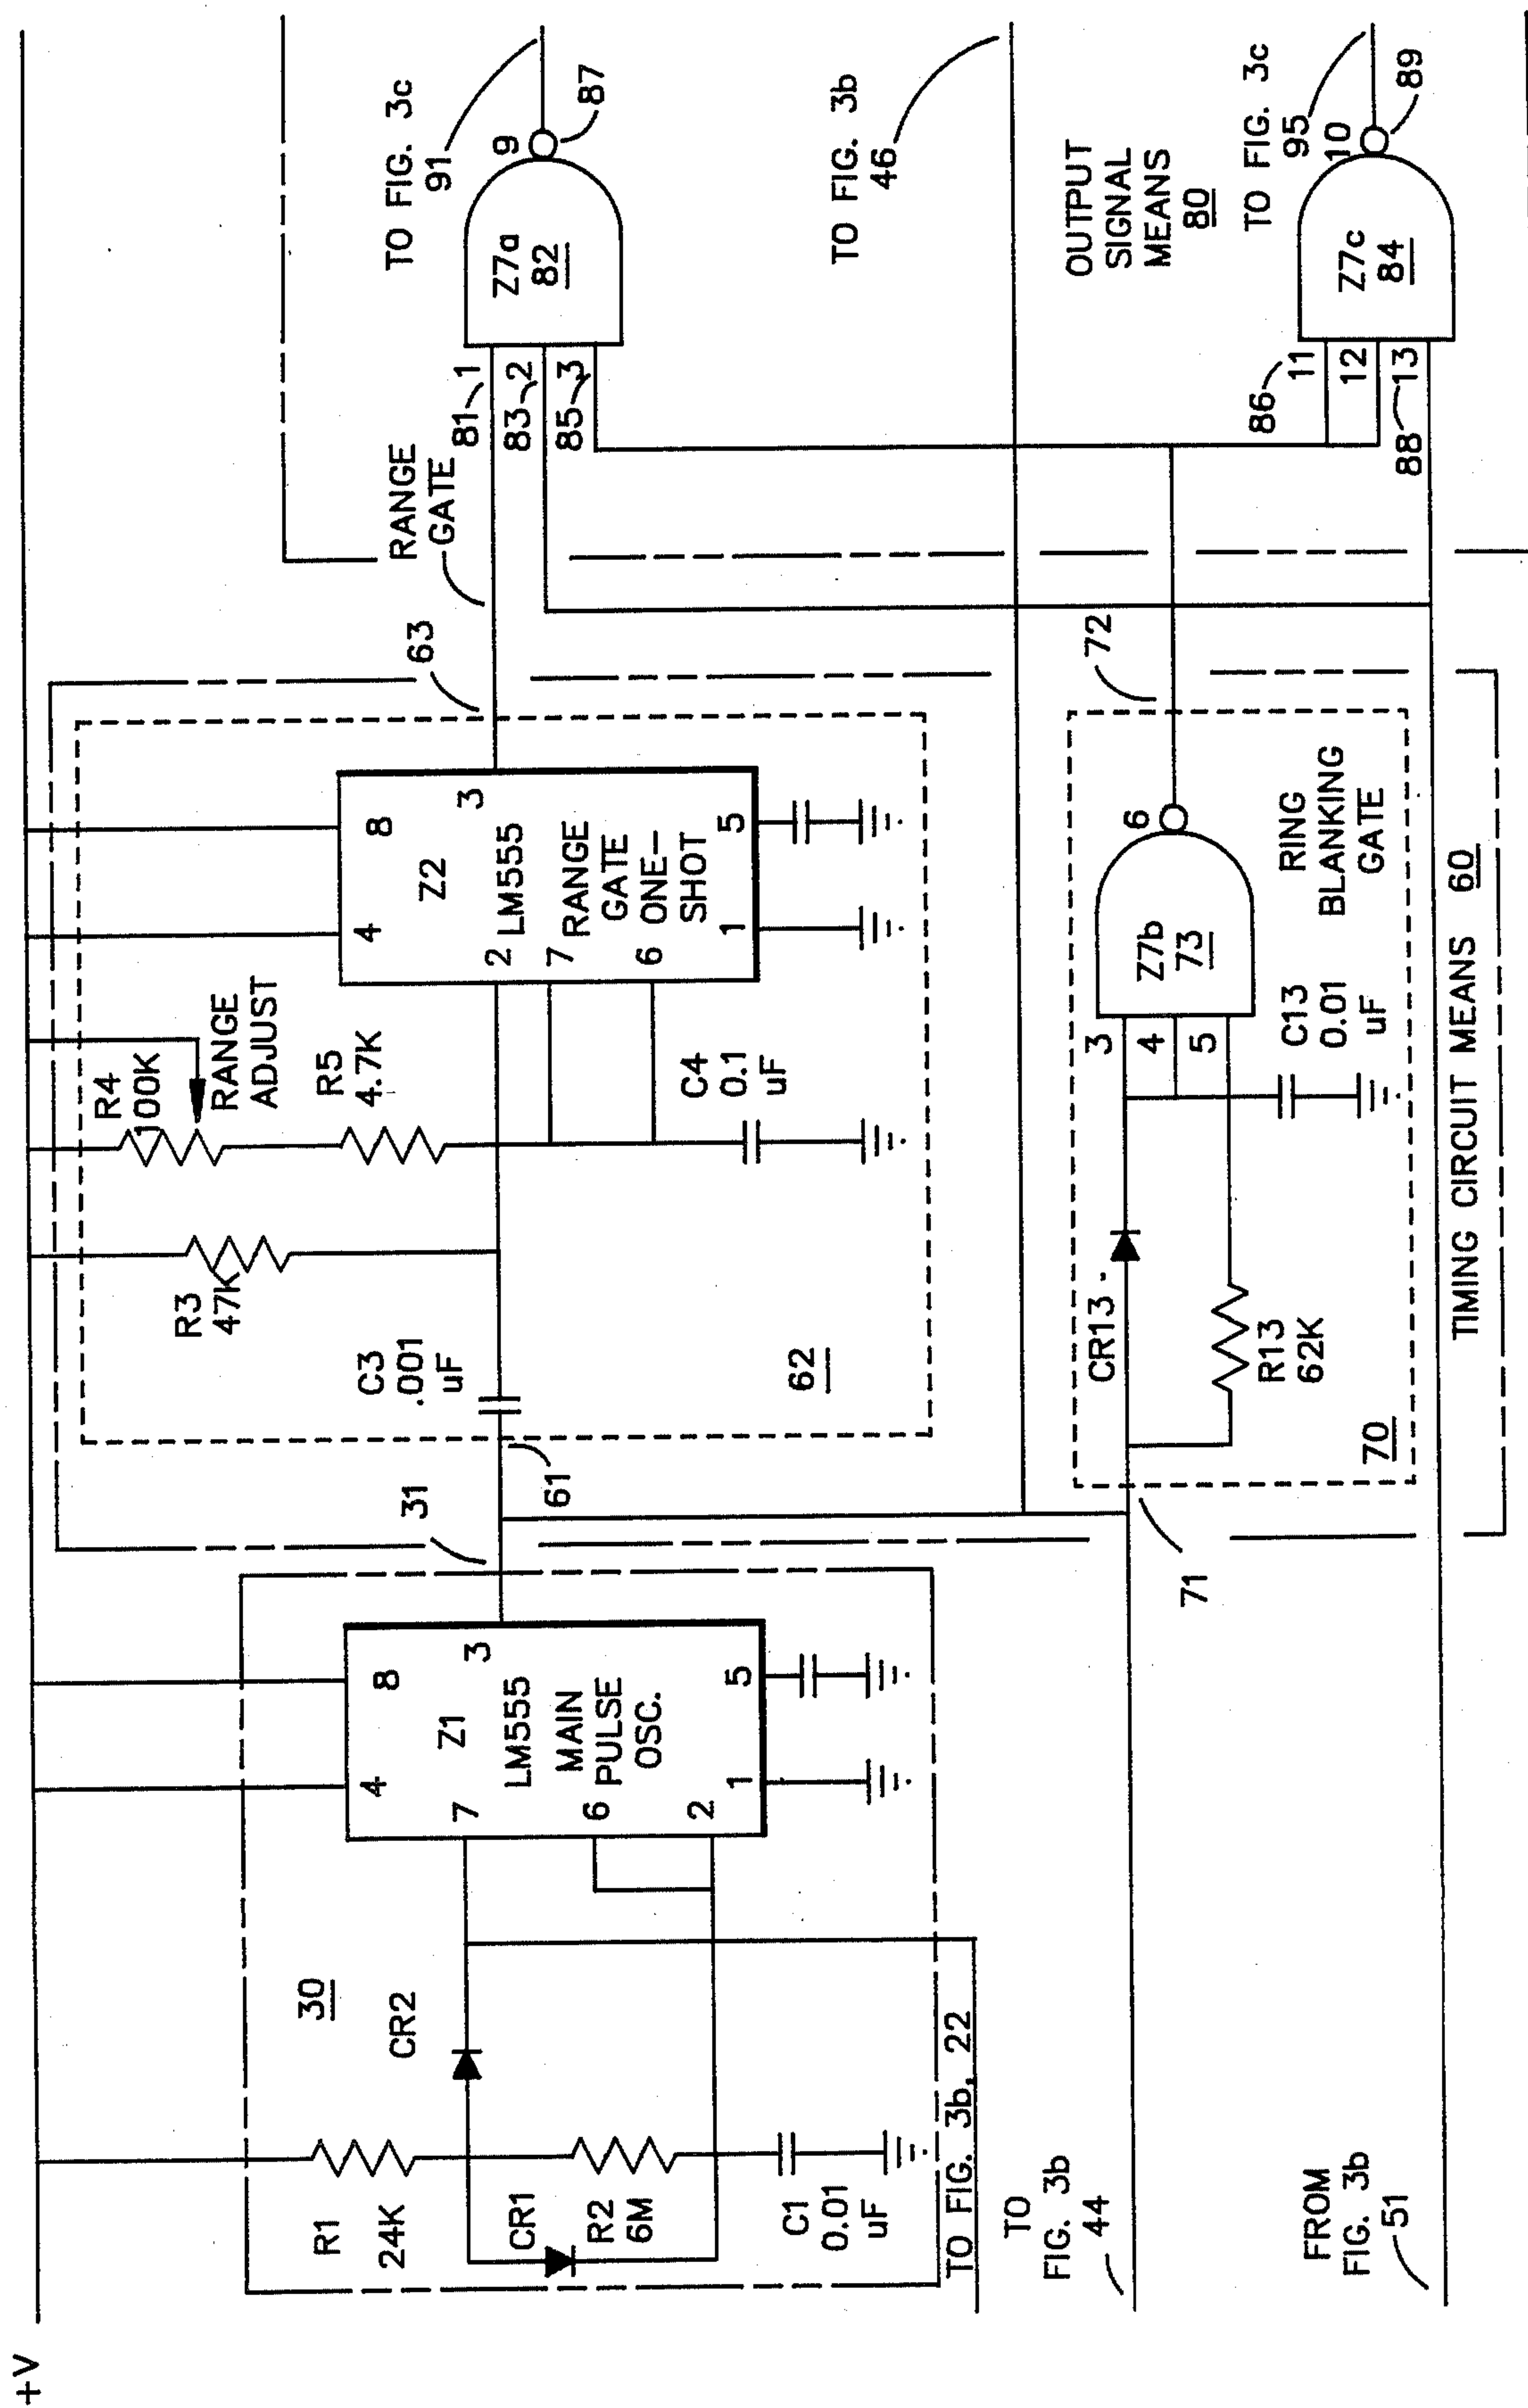 +V
R1
24K
CR1
R2
6M
C1
0.01
uF
30
CR2
4
8
Z1
7
3
LM555
MAIN
PULSE
OSC.
6
2
1
5
TO FIG. 3b, 22
TO
FIG. 3b
44
FROM
FIG. 3b
51
31
61
71
R3
47K
C3
.001
uF
62
R4
100K
RANGE
ADJUST
R5
4.7K
C4
0.1
uF
4
8
Z2
2
3
LM555
7
RANGE
GATE
ONE-
SHOT
6
1
5
63
RANGE
GATE
CR13
R13
62K
70
3
4
5
Z7b
73
6
C13
0.01
uF
RING
BLANKING
GATE
72
TIMING CIRCUIT MEANS 60
81
1
83
2
85
3
Z7a
82
9
87
TO FIG. 3c
91
TO FIG. 3b
46
OUTPUT
SIGNAL
MEANS
80
86
11
12
88
13
Z7c
84
10
89
TO FIG. 3c
95